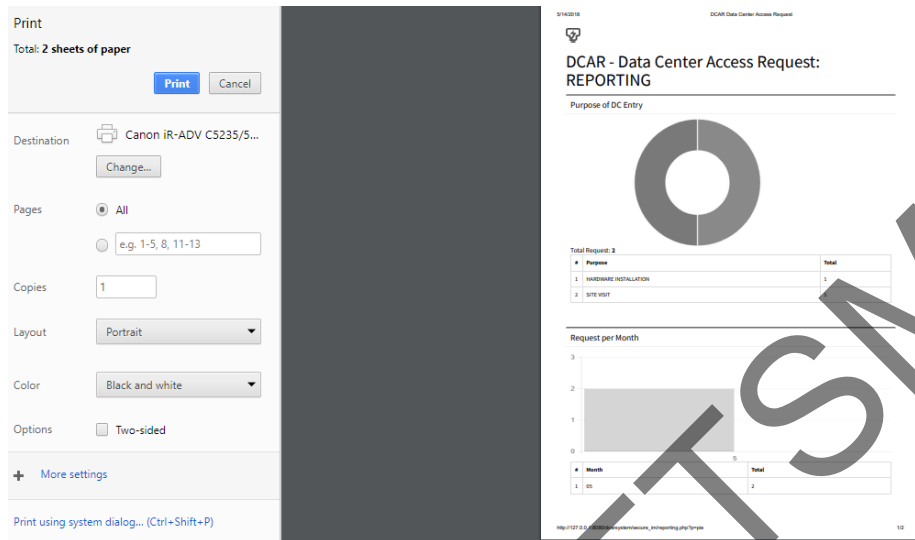 Print
Total: 2 sheets of paper
Print Cancel
Destination Canon iR-ADV C5235/5...
Change...
Pages All
e.g. 1-5, 8, 11-13
Copies 1
Layout Portrait
Color Black and white
Options Two-sided
+ More settings
Print using system dialog... (Ctrl+Shift+P)
5/14/2018 DCAR Data Center Access Request
DCAR - Data Center Access Request:
REPORTING
Purpose of DC Entry
Total Request: 2
# Purpose Total
1 HARDWARE INSTALLATION 1
2 SITE VISIT
Request per Month
3
2
1
0
5
# Month Total
1 05 2
1/2
TSM